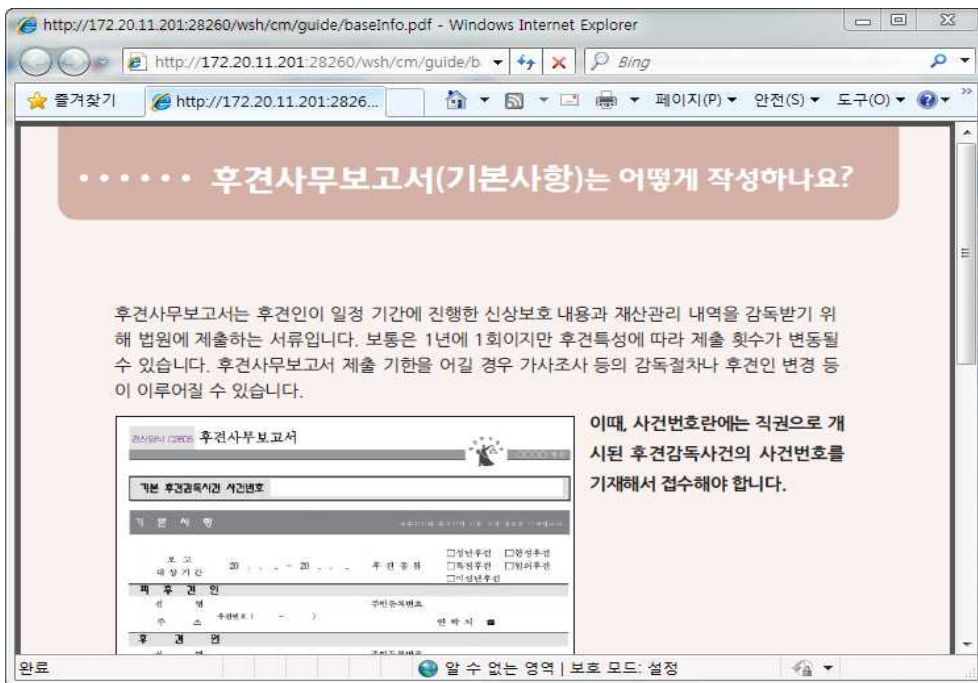 http://172.20.11.201:28260/wsh/cm/guide/baseInfo.pdf - Windows Internet Explorer
http://172.20.11.201:28260/wsh/cm/guide/b
Bing
즐겨찾기
http://172.20.11.201:2826...
페이지(P)
안전(S)
도구(O)
후견사무보고서(기본사항)는 어떻게 작성하나요?
후견사무보고서는 후견인이 일정 기간에 진행한 신상보호 내용과 재산관리 내역을 감독받기 위
해 법원에 제출하는 서류입니다. 보통은 1년에 1회이지만 후견특성에 따라 제출 횟수가 변동될
수 있습니다. 후견사무보고서 제출 기한을 어길 경우 가사조사 등의 감독절차나 후견인 변경 등
이 이루어질 수 있습니다.
이때, 사건번호란에는 직권으로 개
시된 후견감독사건의 사건번호를
기재해서 접수해야 합니다.
후견사무보고서
기본 후견감독사건 사건번호
기 본 사 항
보 고
대 상 기 간
20 . . . ~ 20 . . .
후 견 종 류
□성년후견 □한정후견
□특정후견 □임의후견
□미성년후견
피 후 견 인
성 명
주민등록번호
주 소
우편번호 ( - )
연 락 처 ☎
후 견 인
완료
알 수 없는 영역 | 보호 모드: 설정